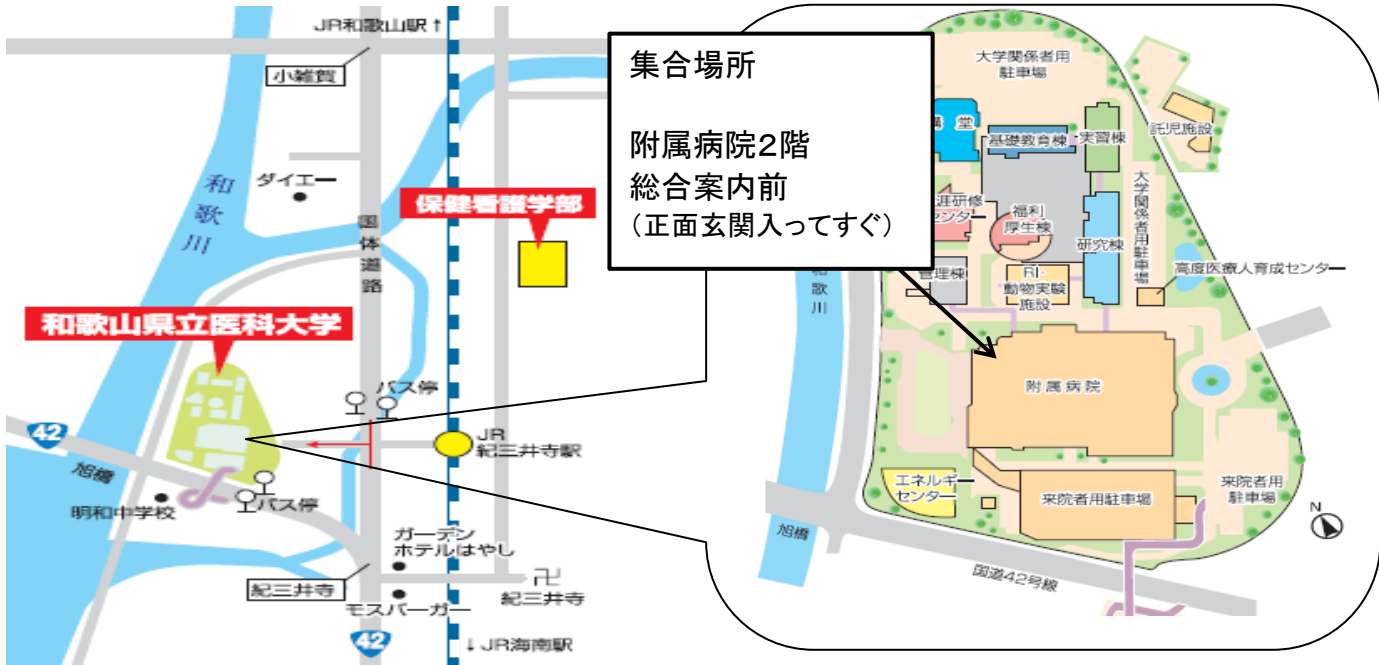 JR和歌山駅↑
小雑賀
和歌川
ダイエー
国体道路
保健看護学部
和歌山県立医科大学
バス停
42
JR
紀三井寺駅
旭橋
明和中学校
バス停
ガーデン
ホテルはやし
紀三井寺
モスバーガー
卍
紀三井寺
42
↓JR海南駅
集合場所
附属病院2階
総合案内前
(正面玄関入ってすぐ)
大学関係者用
駐車場
堂
基礎教育棟
実習棟
託児施設
涯研修
センター
福利
厚生棟
研究棟
大学関係者用駐車場
高度医療人育成センター
管理棟
RI・
動物実験
施設
和歌川
附属病院
エネルギー
センター
来院者用駐車場
来院者用
駐車場
N
旭橋
国道42号線